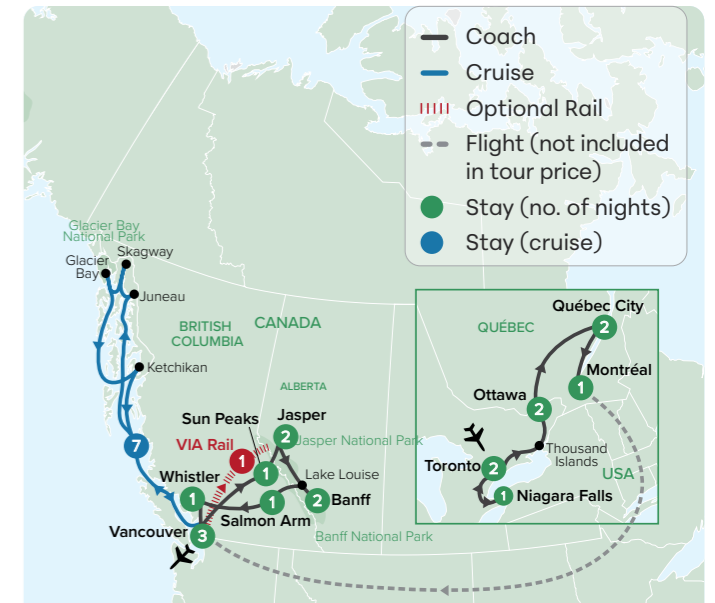 Coach
Cruise
Optional Rail
Flight (not included
in tour price)
Stay (no. of nights)
Stay (cruise)
Glacier Bay
National Park
Skagway
Glacier
Bay
Juneau
BRITISH
COLUMBIA
CANADA
Ketchikan
ALBERTA
Sun Peaks
Jasper
2
Jasper National Park
7
VIA Rail
1
1
Lake Louise
Whistler
1
1
2
Banff
Salmon Arm
Vancouver
3
Banff National Park
Québec City
QUÉBEC
2
Montréal
1
Ottawa
2
Thousand
Islands
Toronto
2
USA
1
Niagara Falls